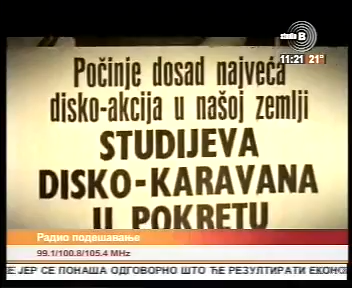 studio B
11:21 21°
Počinje dosad najveća
disko-akcija u našoj zemlji
STUDIJEVA
DISKO-KARAVANA
U POKRETU
Радио подешавање
99.1/100.8/105.4 MHz
ЈЕР СЕ ПОНАША ОДГОВОРНО ШТО ЋЕ РЕЗУЛТИРАТИ